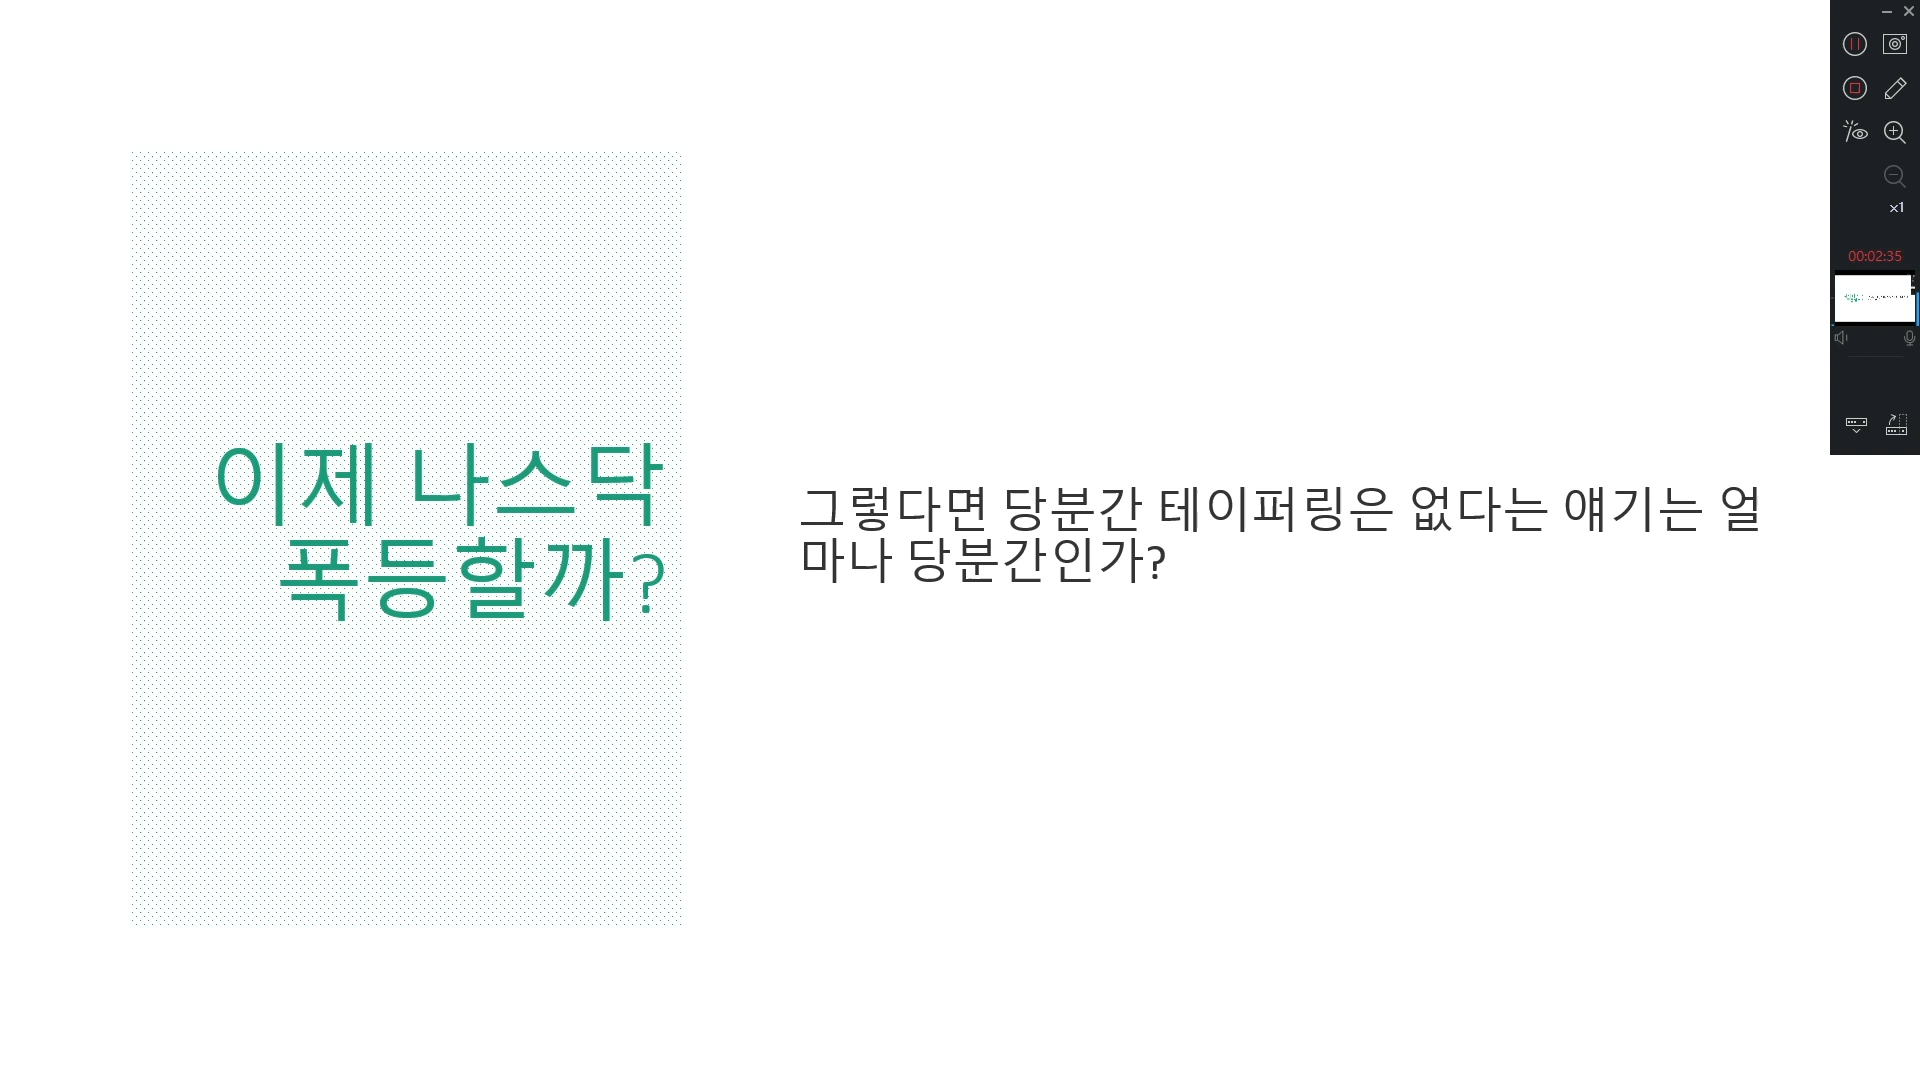 이제 나스닥
폭등할까?
그렇다면 당분간 테이퍼링은 없다는 얘기는 얼
마나 당분간인가?
x1
00:02:35